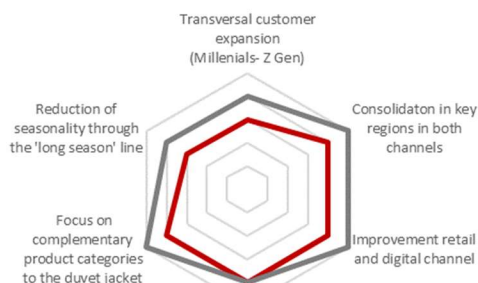 Transversal customer
expansion
(Millenials- Z Gen)
Reduction of
seasonality through
the 'long season' line
Consolidaton in key
regions in both
channels
Focus on
complementary
product categories
to the duvet jacket
Improvement retail
and digital channel